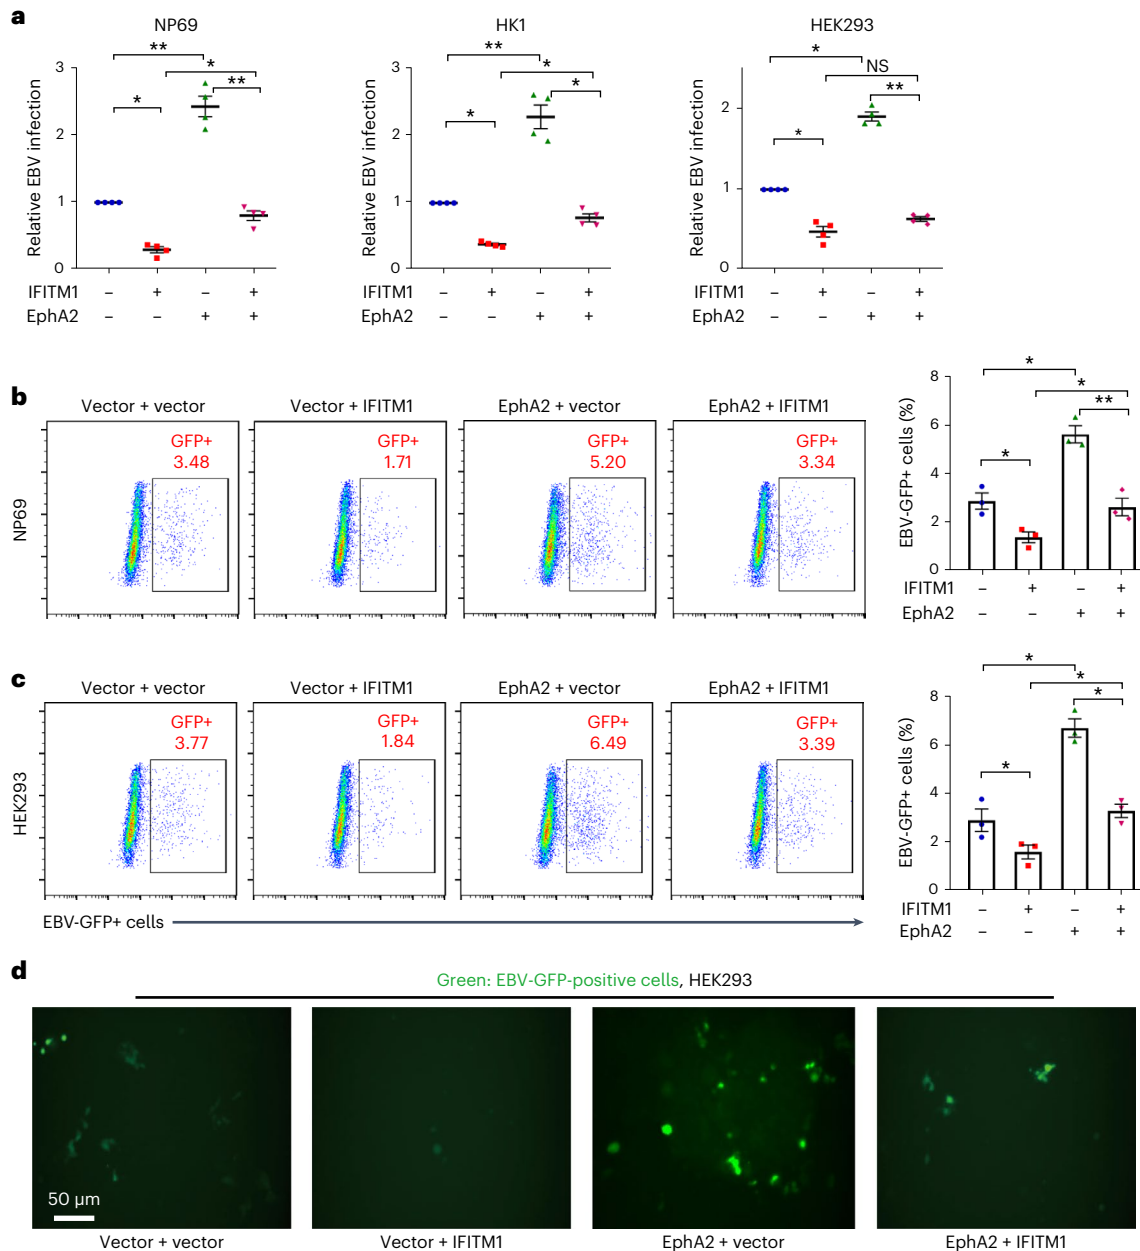 a
NP69
HK1
HEK293
Relative EBV infection
3
2
1
0
** * ** *
Relative EBV infection
3
2
1
0
** * * *
Relative EBV infection
2
1
0
* NS ** *
IFITM1 – + – + – + – + – + – +
EphA2 – – + + – – + + – – + +
b
Vector + vector
Vector + IFITM1
EphA2 + vector
EphA2 + IFITM1
NP69
GFP+
3.48
GFP+
1.71
GFP+
5.20
GFP+
3.34
EBV-GFP+ cells (%)
8
6
4
2
0
* * ** *
IFITM1 – + – +
EphA2 – – + +
c
Vector + vector
Vector + IFITM1
EphA2 + vector
EphA2 + IFITM1
HEK293
GFP+
3.77
GFP+
1.84
GFP+
6.49
GFP+
3.39
EBV-GFP+ cells
EBV-GFP+ cells (%)
8
6
4
2
0
* * * *
IFITM1 – + – +
EphA2 – – + +
d
Green: EBV-GFP-positive cells, HEK293
50 µm
Vector + vector
Vector + IFITM1
EphA2 + vector
EphA2 + IFITM1